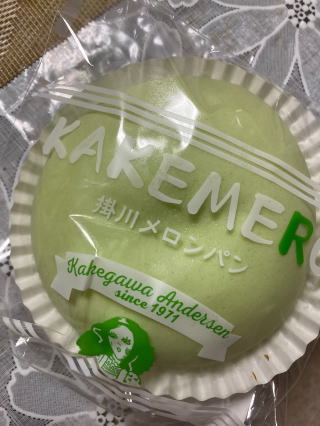 KAKEMERO
掛川メロンパン
Kakegawa Andersen
since 1971